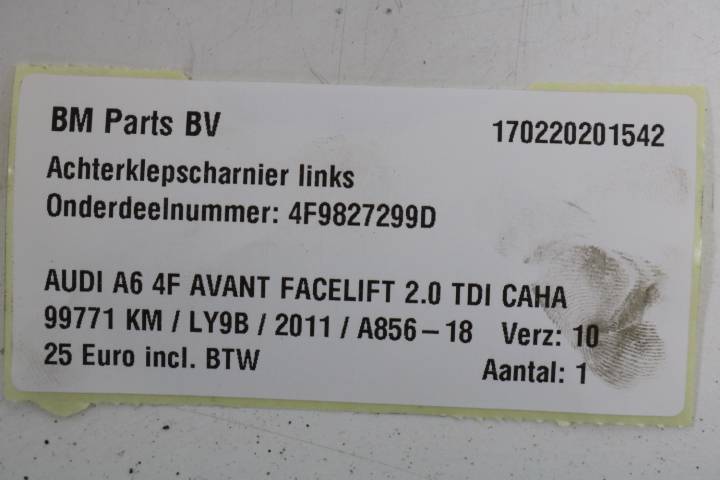 BM Parts BV 170220201542
Achterklepscharnier links
Onderdeelnummer: 4F9827299D
AUDI A6 4F AVANT FACELIFT 2.0 TDI CAHA
99771 KM / LY9B / 2011 / A856-18 Verz: 10
25 Euro incl. BTW Aantal: 1